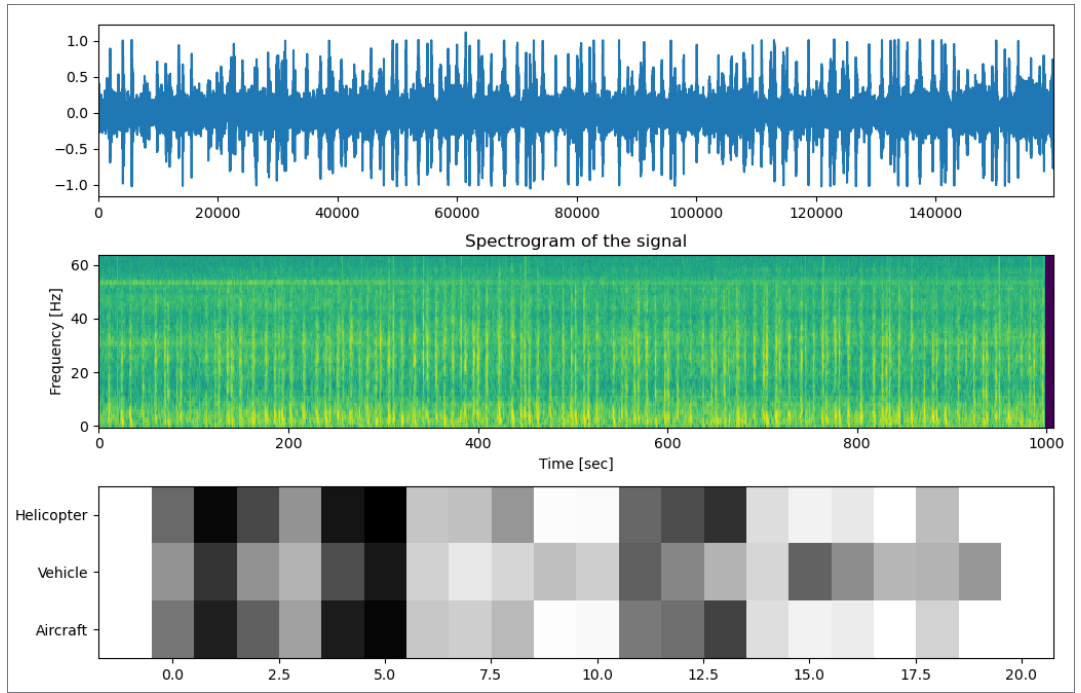 1.0
0.5
0.0
−0.5
−1.0
0 20000 40000 60000 80000 100000 120000 140000
Spectrogram of the signal
60
40
20
0
Frequency [Hz]
0 200 400 600 800 1000
Time [sec]
Helicopter
Vehicle
Aircraft
0.0 2.5 5.0 7.5 10.0 12.5 15.0 17.5 20.0